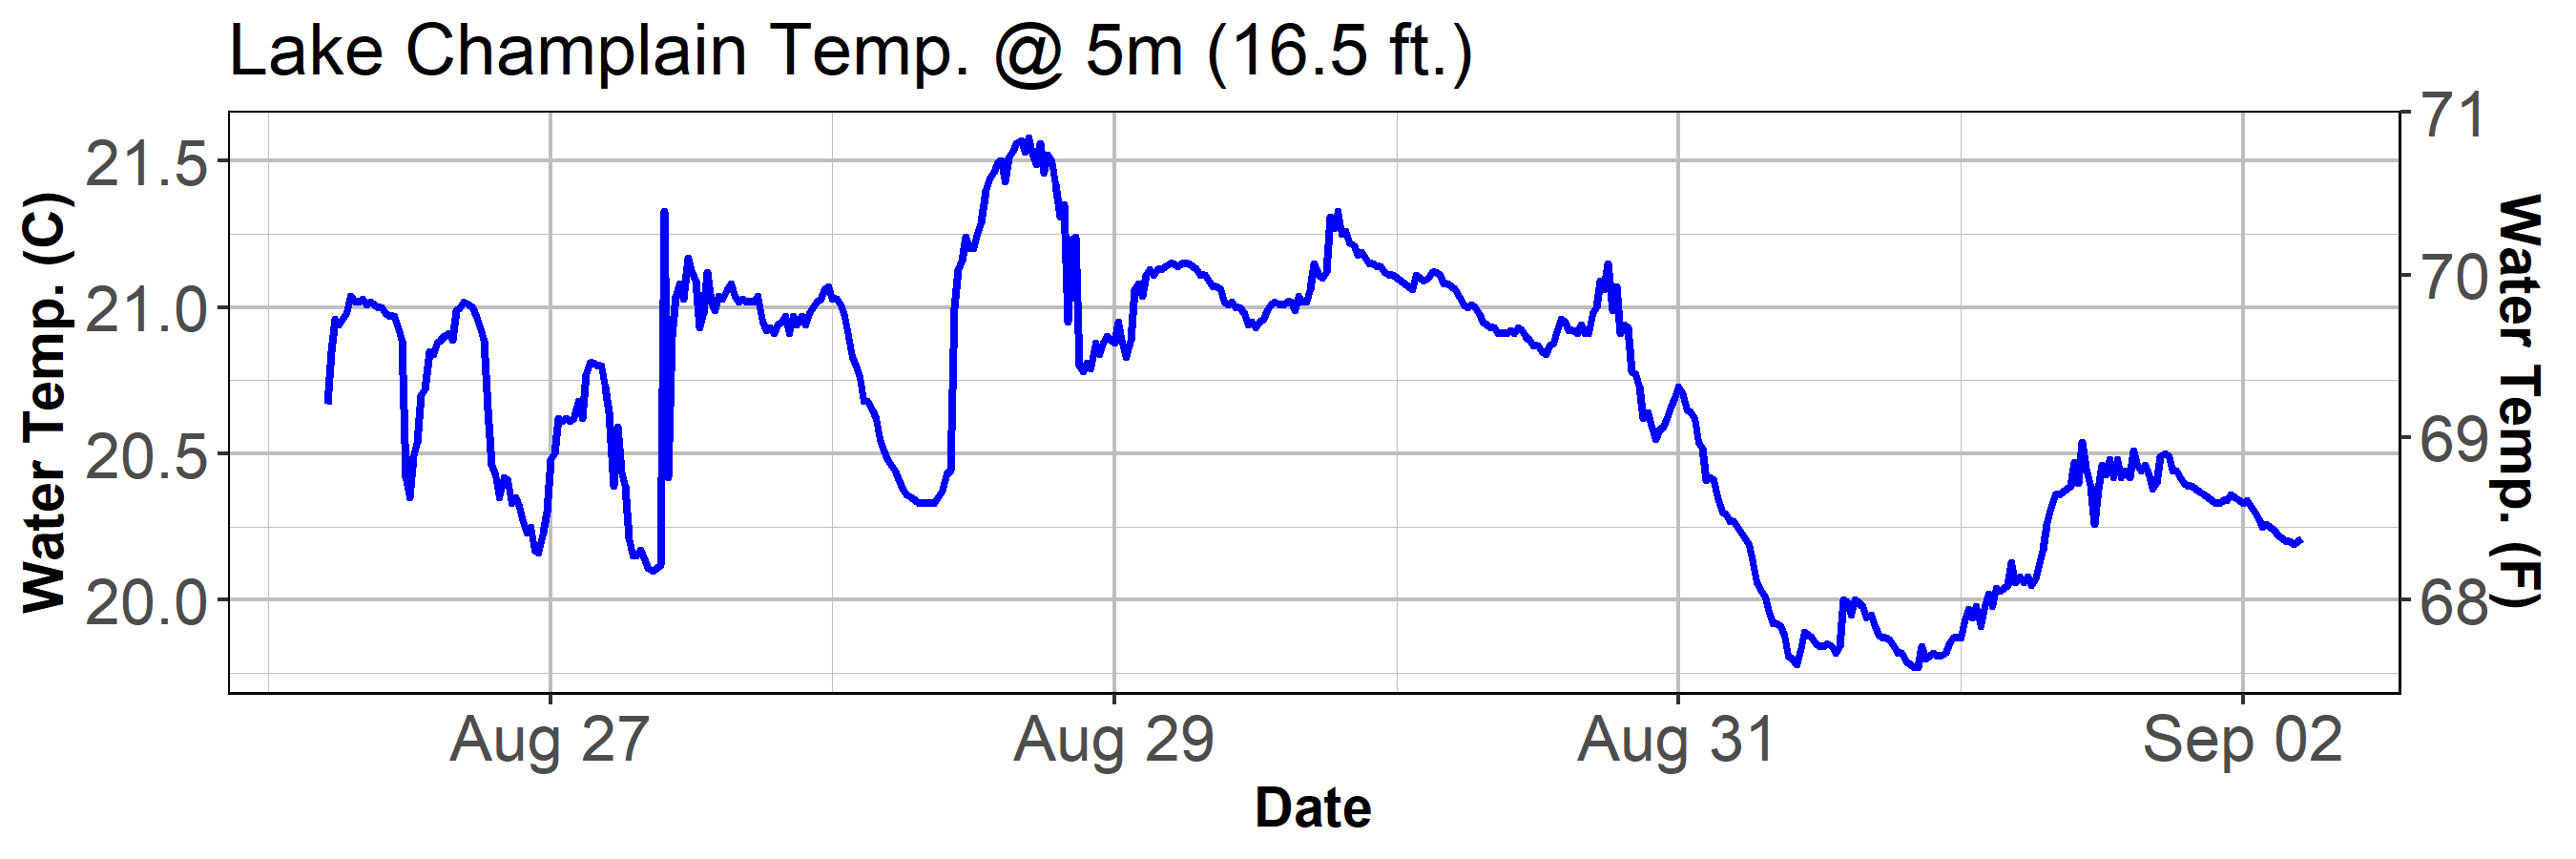 Lake Champlain Temp. @ 5m (16.5 ft.)
Water Temp. (C)
21.5
21.0
20.5
20.0
71
70
69
68
Water Temp. (F)
Aug 27 Aug 29 Aug 31 Sep 02
Date